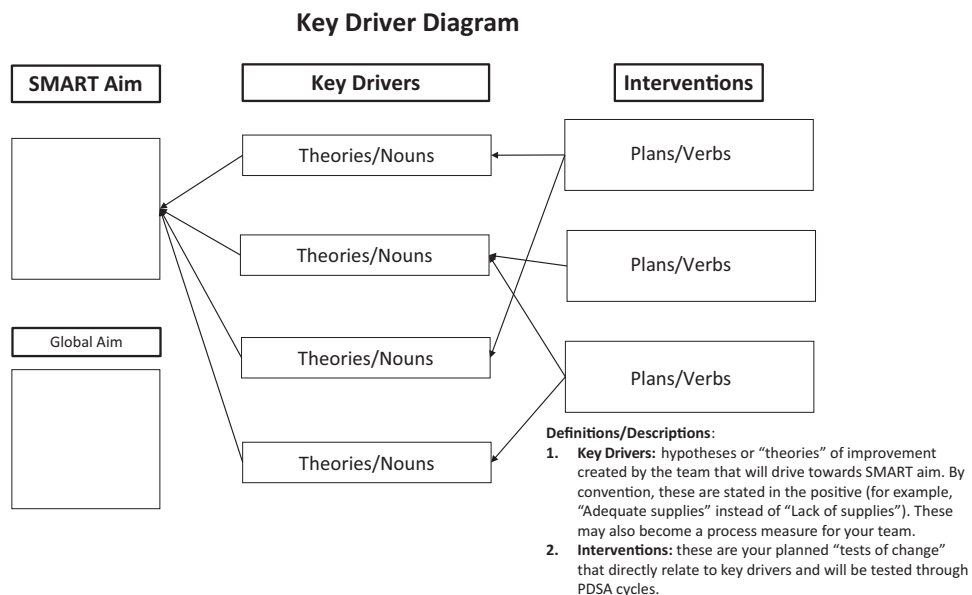 Key Driver Diagram
SMART Aim
Key Drivers
Interventions
Theories/Nouns
Plans/Verbs
Theories/Nouns
Plans/Verbs
Global Aim
Theories/Nouns
Plans/Verbs
Theories/Nouns
Definitions/Descriptions:
1. Key Drivers: hypotheses or “theories” of improvement
created by the team that will drive towards SMART aim. By
convention, these are stated in the positive (for example,
“Adequate supplies” instead of “Lack of supplies”). These
may also become a process measure for your team.
2. Interventions: these are your planned “tests of change”
that directly relate to key drivers and will be tested through
PDSA cycles.